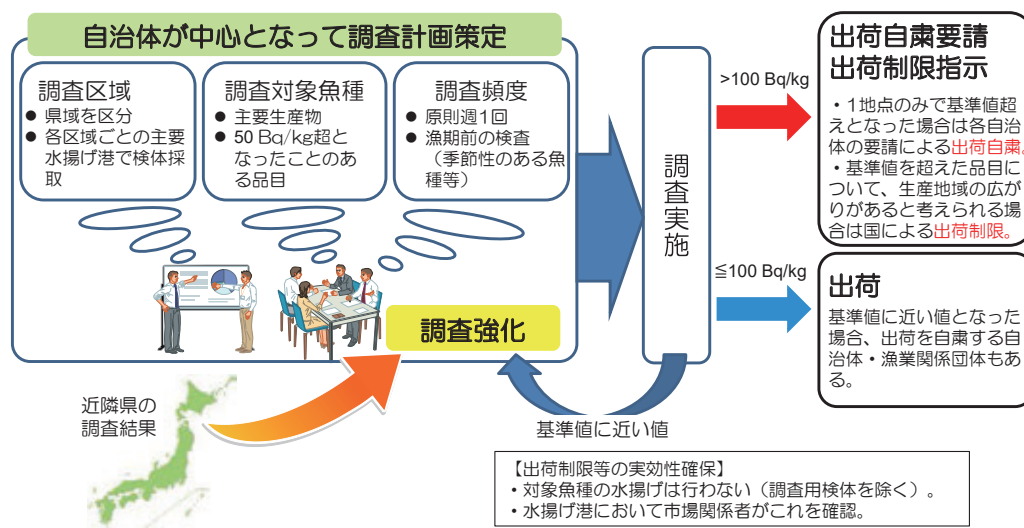 自治体が中心となって調査計画策定
調査区域
● 県域を区分
● 各区域ごとの主要
水揚げ港で検体採
取
調査対象魚種
● 主要生産物
● 50 Bq/kg超と
なったことのあ
る品目
調査頻度
● 原則週1回
● 漁期前の検査
（季節性のある魚
種等）
調査強化
近隣県の
調査結果
調査実施
基準値に近い値
>100 Bq/kg
≦100 Bq/kg
出荷自粛要請
出荷制限指示
・1地点のみで基準値超
えとなった場合は各自治
体の要請による出荷自粛。
・基準値を超えた品目に
ついて、生産地域の広が
りがあると考えられる場
合は国による出荷制限。
出荷
基準値に近い値となった
場合、出荷を自粛する自
治体・漁業関係団体もあ
る。
【出荷制限等の実効性確保】
・対象魚種の水揚げは行わない（調査用検体を除く）。
・水揚げ港において市場関係者がこれを確認。